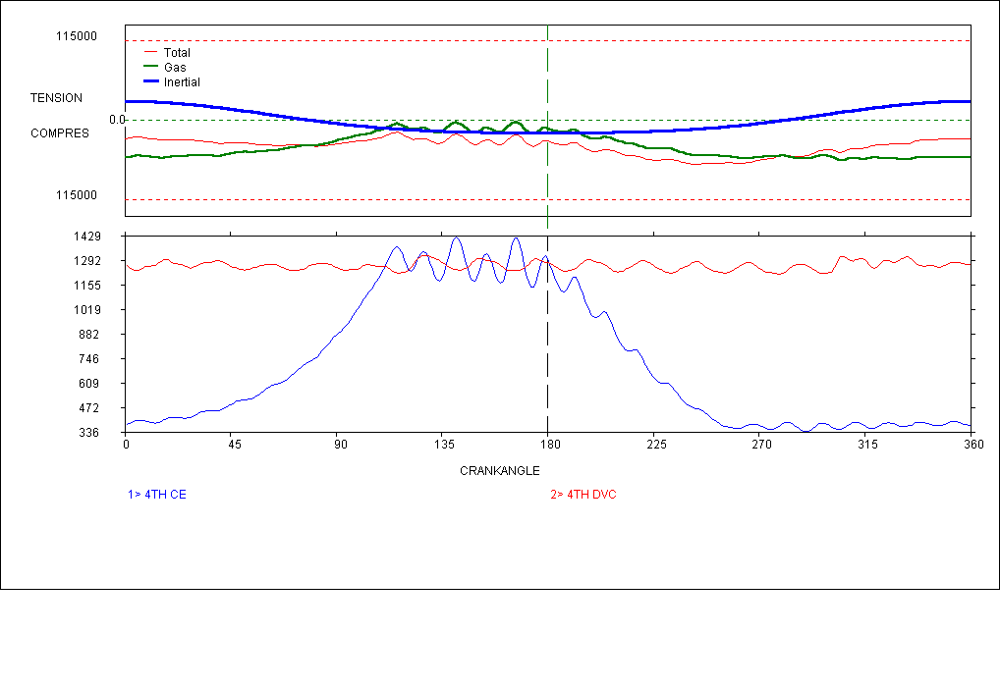 115000
Total
Gas
Inertial
TENSION
0.0
COMPRES
115000
1429
1292
1155
1019
882
746
609
472
336
0 45 90 135 180 225 270 315 360
CRANKANGLE
1> 4TH CE 2> 4TH DVC